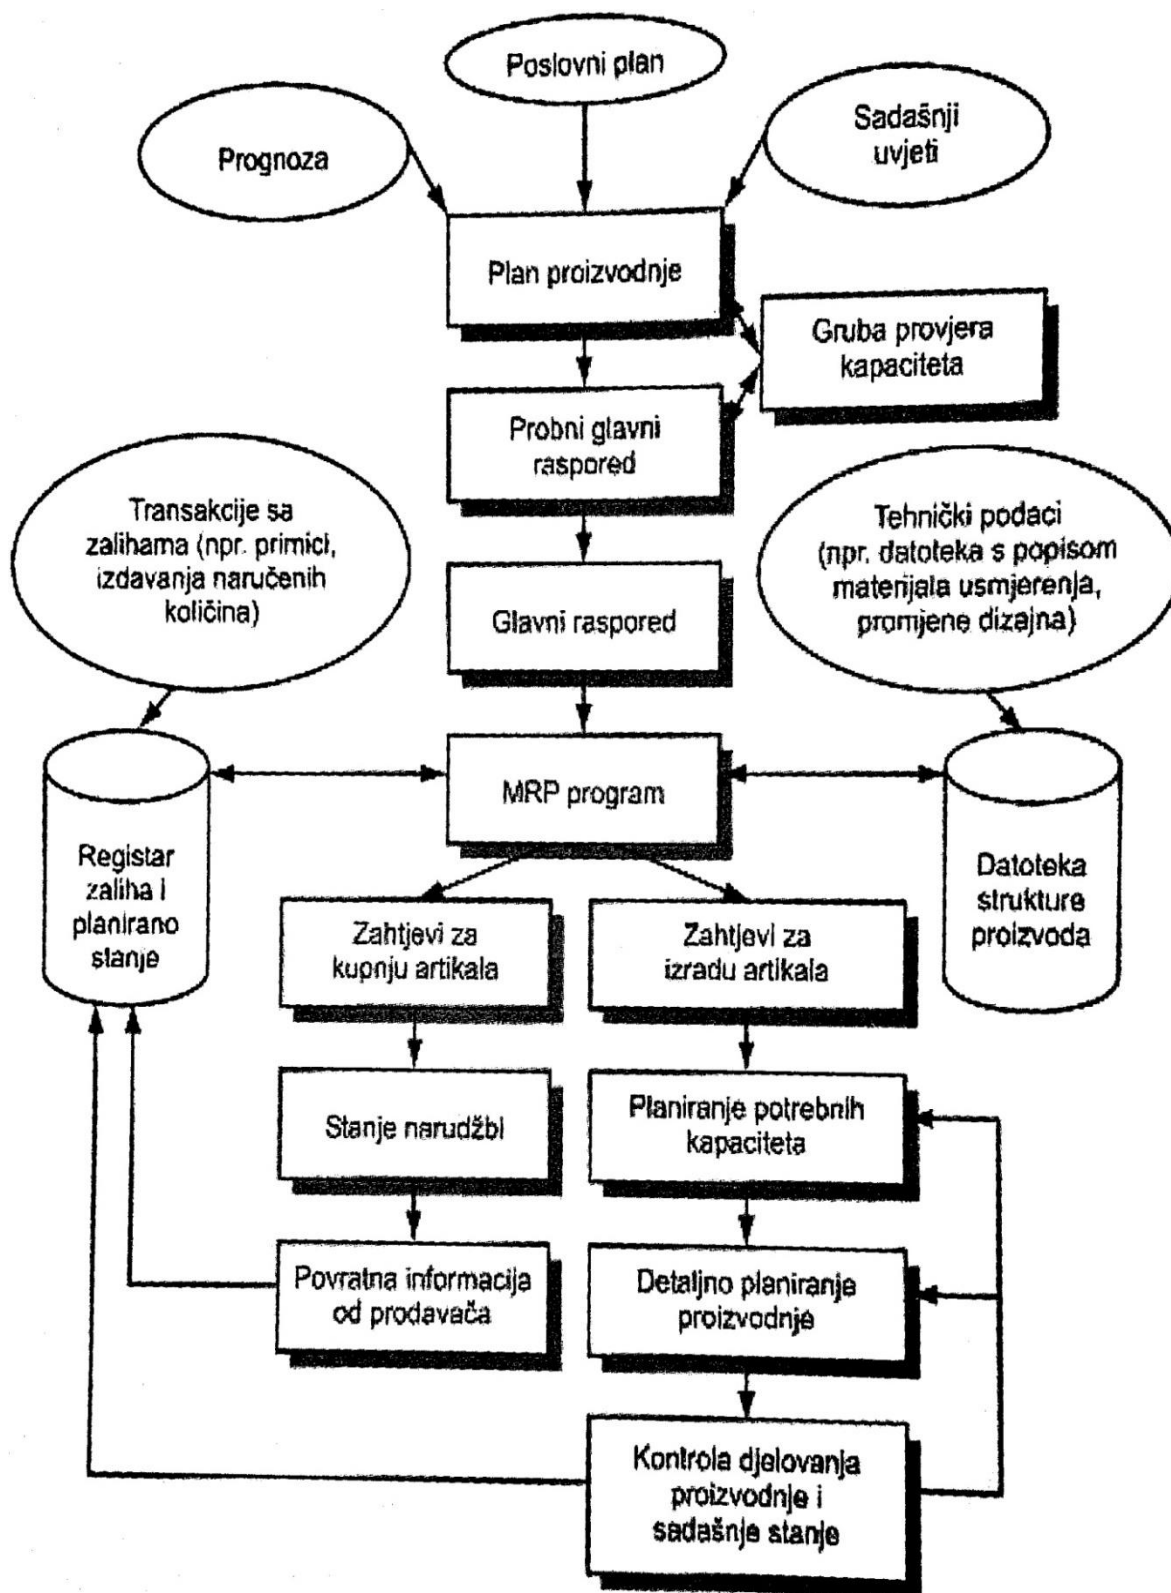 Poslovni plan
Prognoza
Sadašnji
uvjeti
Plan proizvodnje
Gruba provjera
kapaciteta
Probni glavni
raspored
Transakcije sa
zalihama (npr. primici,
izdavanja naručenih
količina)
Tehnički podaci
(npr. datoteka s popisom
materijala usmjerenja,
promjene dizajna)
Glavni raspored
MRP program
Registar
zaliha i
planirano
stanje
Datoteka
strukture
proizvoda
Zahtjevi za
kupnju artikala
Zahtjevi za
izradu artikala
Stanje narudžbi
Planiranje potrebnih
kapaciteta
Povratna informacija
od prodavača
Detaljno planiranje
proizvodnje
Kontrola djelovanja
proizvodnje i
sadašnje stanje